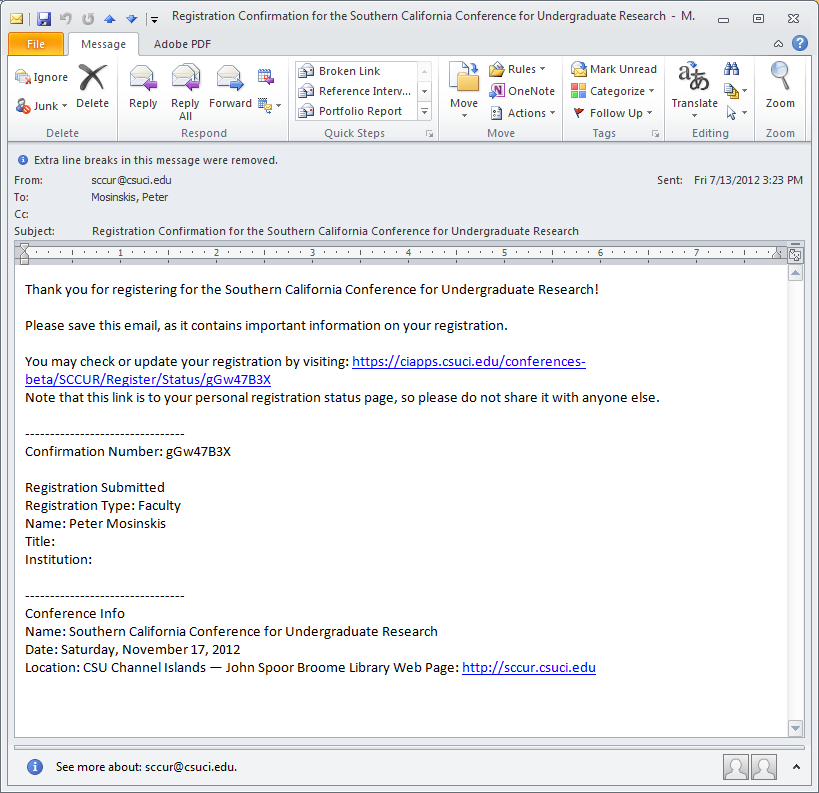 Registration Confirmation for the Southern California Conference for Undergraduate Research - M.
File Message Adobe PDF
Ignore
Junk
Delete
Delete
Reply
Reply All
Forward
Respond
Broken Link
Reference Interv...
Portfolio Report
Quick Steps
Move
Rules
OneNote
Actions
Move
Mark Unread
Categorize
Follow Up
Tags
Translate
Editing
Zoom
Zoom
Extra line breaks in this message were removed.
From: sccur@csuci.edu Sent: Fri 7/13/2012 3:23 PM
To: Mosinskis, Peter
Cc:
Subject: Registration Confirmation for the Southern California Conference for Undergraduate Research
1 2 3 4 5 6 7
Thank you for registering for the Southern California Conference for Undergraduate Research!
Please save this email, as it contains important information on your registration.
You may check or update your registration by visiting: https://ciapps.csuci.edu/conferences-
beta/SCCUR/Register/Status/gGw47B3X
Note that this link is to your personal registration status page, so please do not share it with anyone else.
--------------------------------
Confirmation Number: gGw47B3X
Registration Submitted
Registration Type: Faculty
Name: Peter Mosinskis
Title:
Institution:
--------------------------------
Conference Info
Name: Southern California Conference for Undergraduate Research
Date: Saturday, November 17, 2012
Location: CSU Channel Islands — John Spoor Broome Library Web Page: http://sccur.csuci.edu
See more about: sccur@csuci.edu.